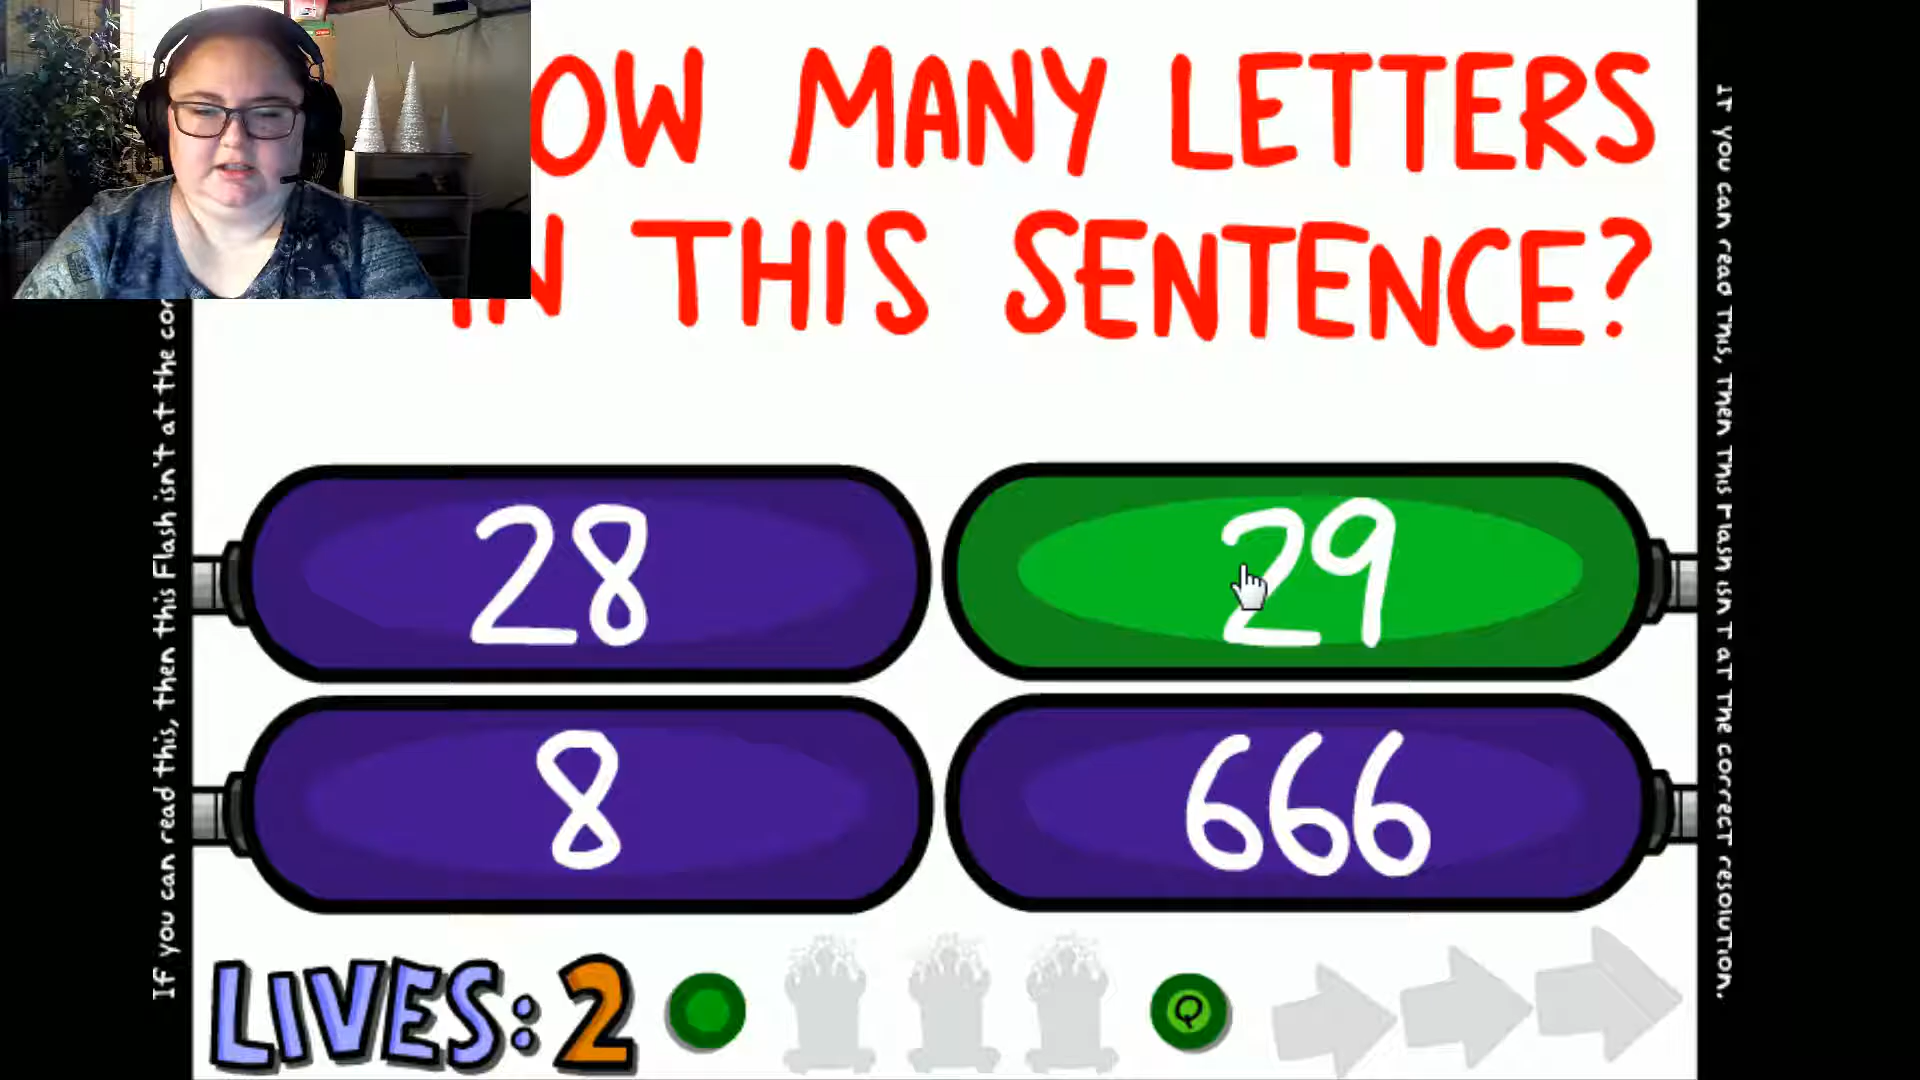 OW MANY LETTERS
IN THIS SENTENCE?
28
29
8
666
LIVES: 2
Q
If you can read this, then this Flash isn't at the cor
If you can read this, then this Flash isn't at the correct resolution.